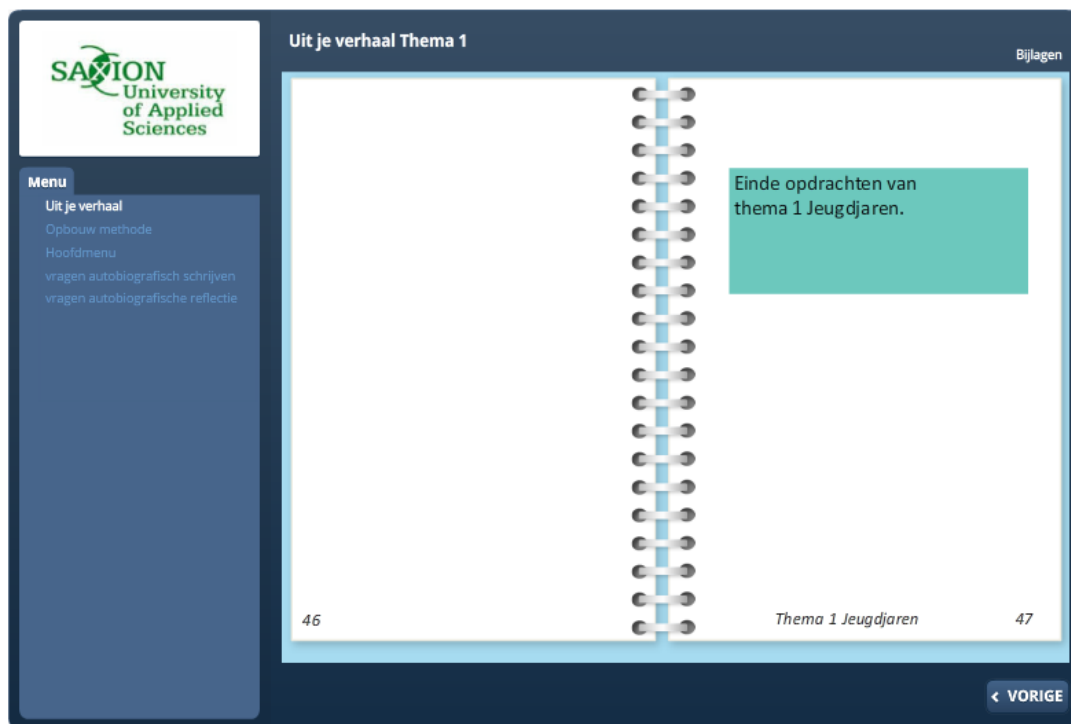 SAXION
University
of Applied
Sciences
Menu
Uit je verhaal
Opbouw methode
Hoofdmenu
vragen autobiografisch schrijven
vragen autobiografische reflectie
Uit je verhaal Thema 1
Bijlagen
Einde opdrachten van
thema 1 Jeugdjaren.
46
Thema 1 Jeugdjaren 47
< VORIGE